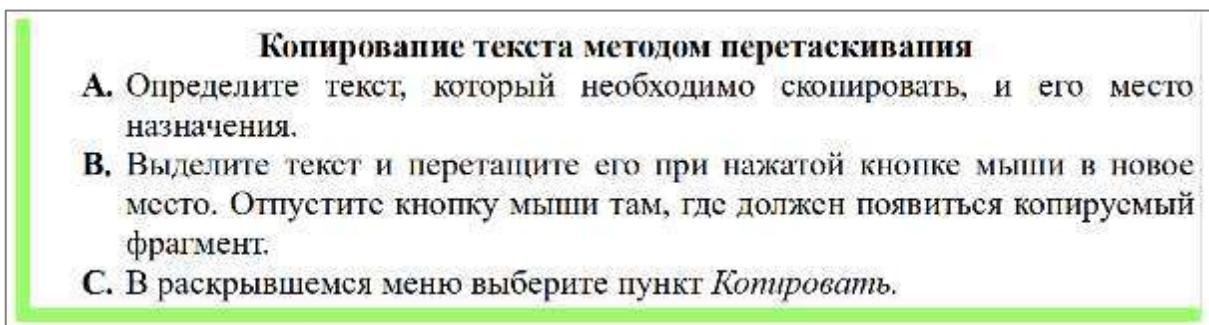 Копирование текста методом перетаскивания
A. Определите текст, который необходимо скопировать, и его место
назначения.
B. Выделите текст и перетащите его при нажатой кнопке мыши в новое
место. Отпустите кнопку мыши там, где должен появиться копируемый
фрагмент.
C. В раскрывшемся меню выберите пункт Копировать.